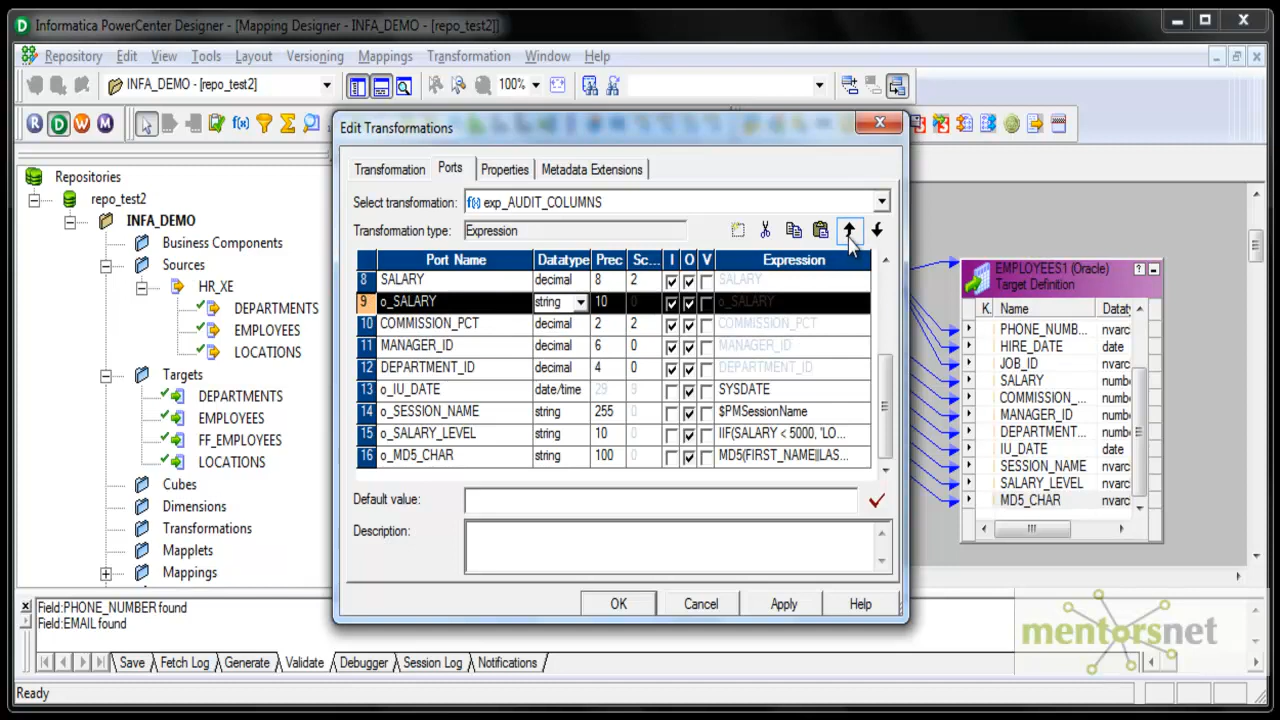 Informatica PowerCenter Designer - [Mapping Designer - INFA_DEMO - [repo_test2]]
Repository Edit View Tools Layout Versioning Mappings Transformation Window Help
INFA_DEMO - [repo_test2] 100%
R D W M f(x) Σ
Repositories
repo_test2
INFA_DEMO
Business Components
Sources
HR_XE
DEPARTMENTS
EMPLOYEES
LOCATIONS
Targets
DEPARTMENTS
EMPLOYEES
FF_EMPLOYEES
LOCATIONS
Cubes
Dimensions
Transformations
Mapplets
Mappings
Edit Transformations
Transformation Ports Properties Metadata Extensions
Select transformation: exp_AUDIT_COLUMNS
Transformation type: Expression
Port Name Datatype Prec Sc... I O V Expression
8 SALARY decimal 8 2 SALARY
9 o_SALARY string 10 0 o_SALARY
10 COMMISSION_PCT decimal 2 2 COMMISSION_PCT
11 MANAGER_ID decimal 6 0 MANAGER_ID
12 DEPARTMENT_ID decimal 4 0 DEPARTMENT_ID
13 o_IU_DATE date/time 29 9 SYSDATE
14 o_SESSION_NAME string 255 0 $PMSessionName
15 o_SALARY_LEVEL string 10 0 IIF(SALARY < 5000, 'LO...
16 o_MD5_CHAR string 100 0 MD5(FIRST_NAME||LAS...
Default value:
Description:
OK Cancel Apply Help
EMPLOYEES1 (Oracle)
Target Definition
K. Name Dataty
PHONE_NUMB... nvarc
HIRE_DATE date
JOB_ID nvarc
SALARY numb
COMMISSION_... numb
MANAGER_ID numb
DEPARTMENT... numb
IU_DATE date
SESSION_NAME nvarc
SALARY_LEVEL nvarc
MD5_CHAR nvarc
Field:PHONE_NUMBER found
Field:EMAIL found
Save Fetch Log Generate Validate Debugger Session Log Notifications
Ready
mentorsnet